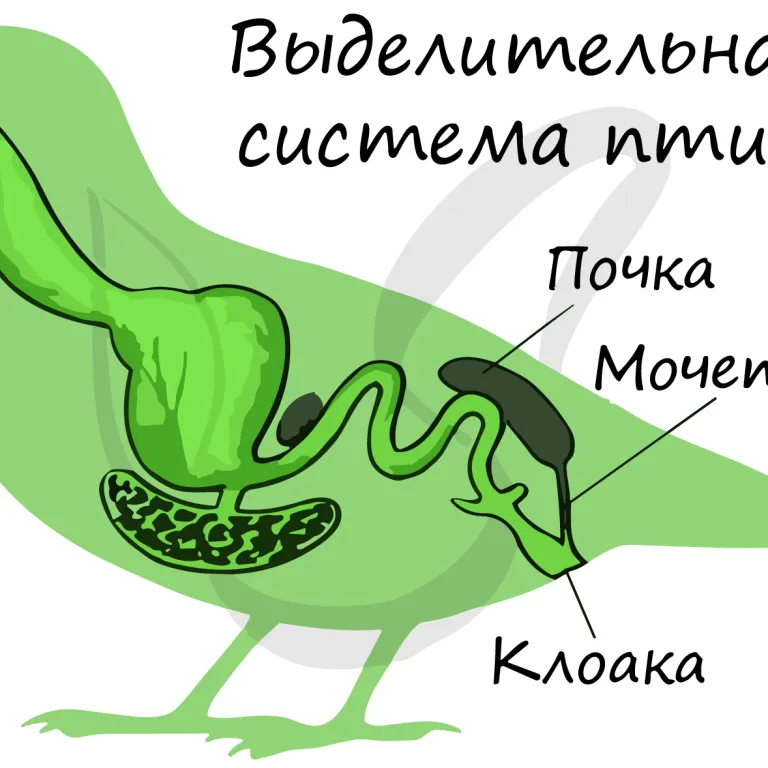 Выделительна
система пти
Почка
Мочет
Клоака